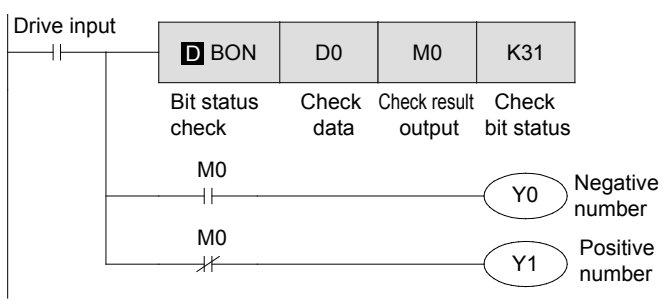 Drive input
D BON D0 M0 K31
Bit status check
Check data
Check result output
Check bit status
M0
Y0
Negative number
M0
Y1
Positive number